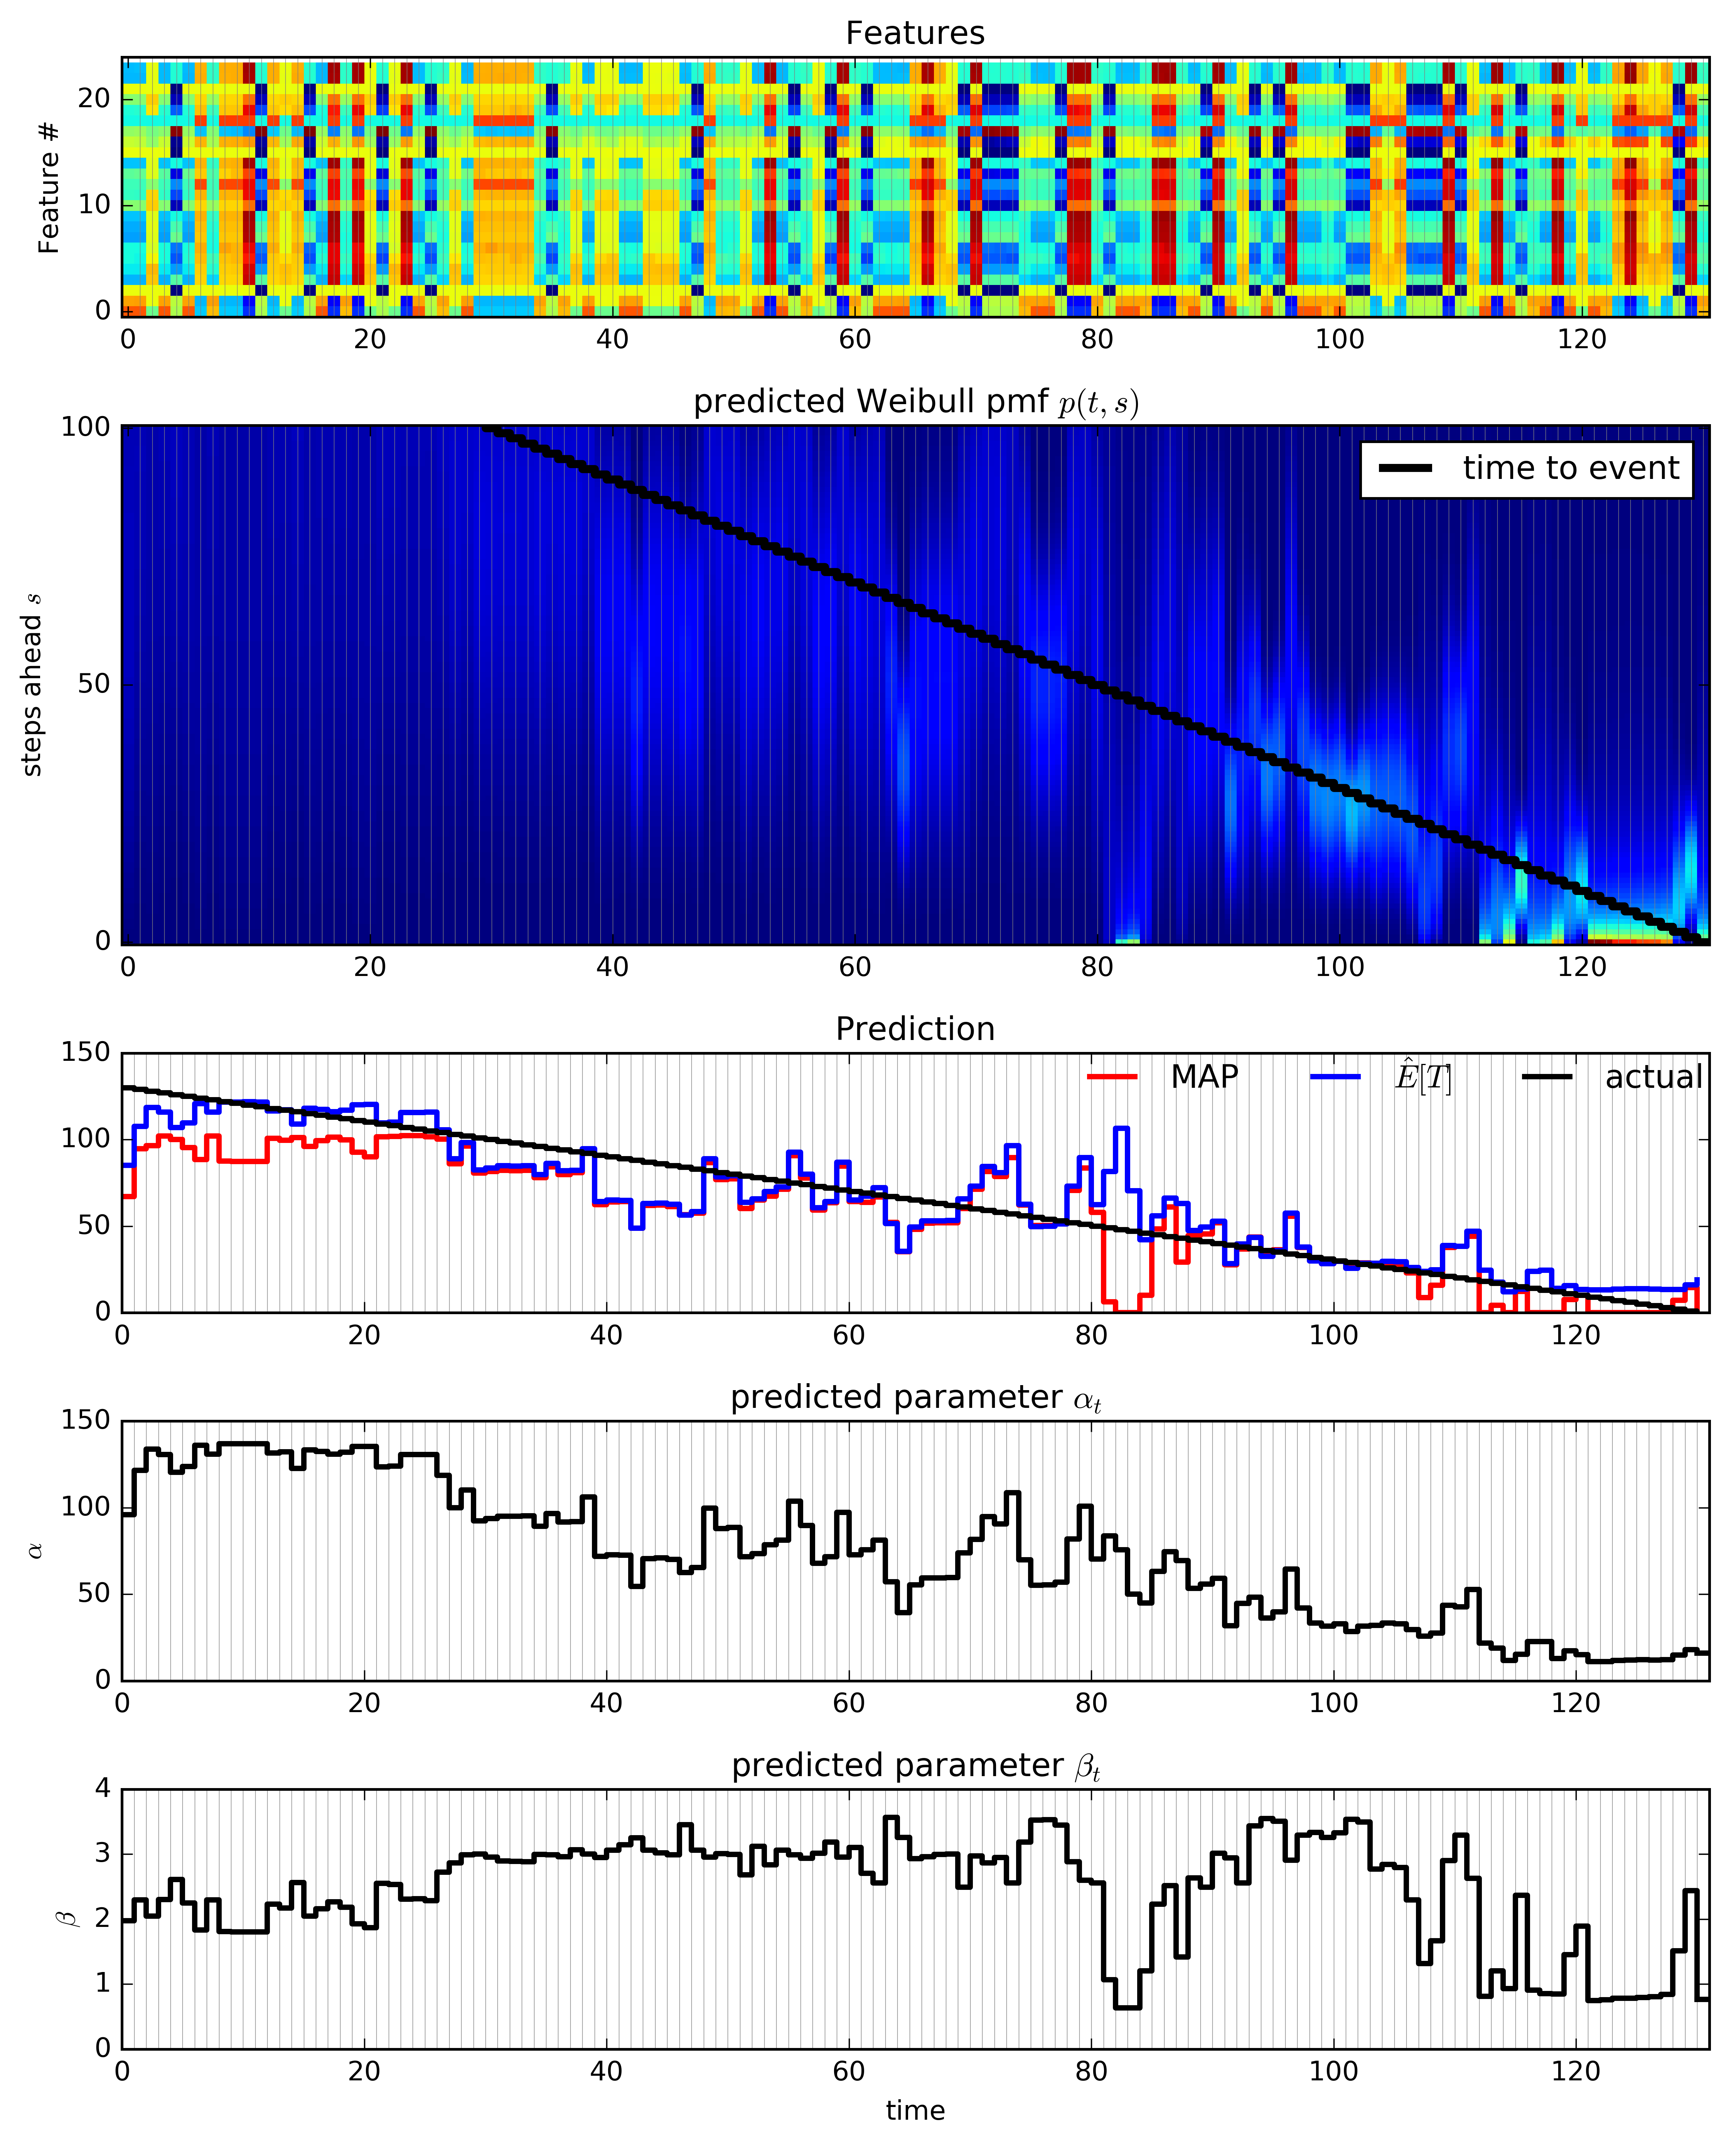 Features
Feature #
20
10
0
0 20 40 60 80 100 120
predicted Weibull pmf p(t, s)
steps ahead s
100
50
0
time to event
0 20 40 60 80 100 120
Prediction
150
100
50
0
MAP Ê[T] actual
0 20 40 60 80 100 120
predicted parameter αₜ
α
150
100
50
0
0 20 40 60 80 100 120
predicted parameter βₜ
β
4
3
2
1
0
0 20 40 60 80 100 120
time